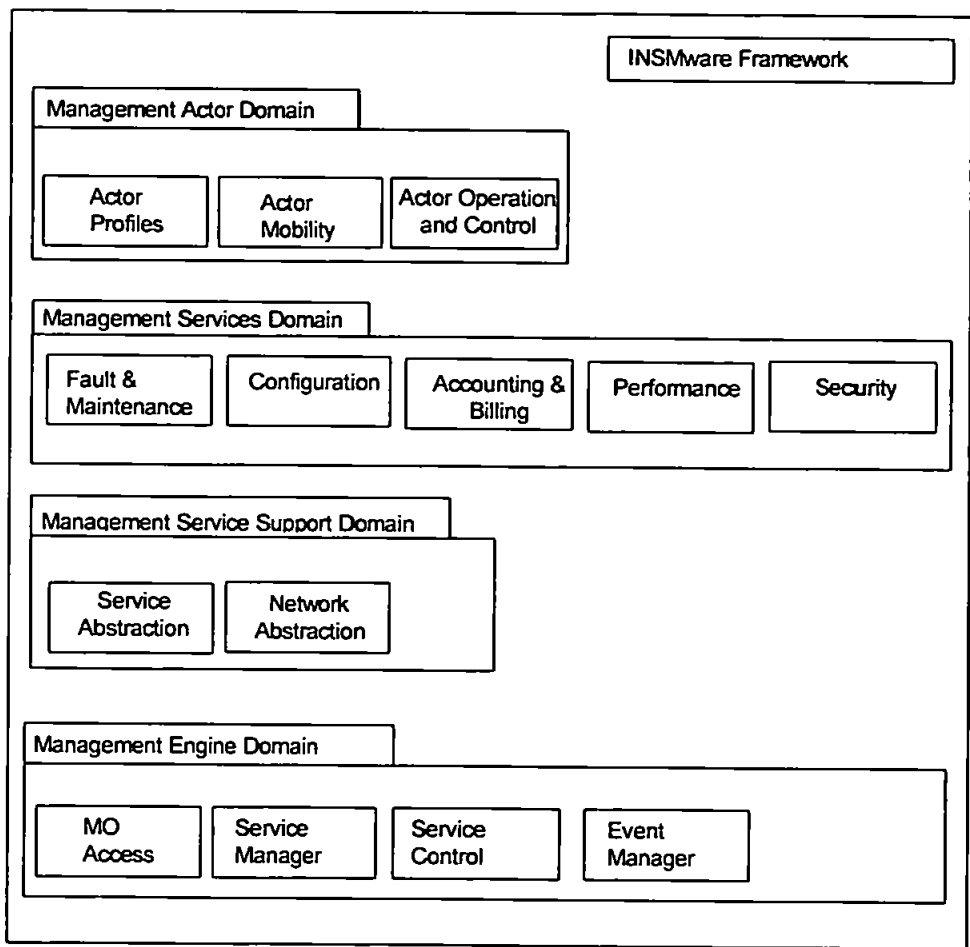 INSMware Framework
Management Actor Domain
Actor
Profiles
Actor
Mobility
Actor Operation
and Control
Management Services Domain
Fault &
Maintenance
Configuration
Accounting &
Billing
Performance
Security
Management Service Support Domain
Service
Abstraction
Network
Abstraction
Management Engine Domain
MO
Access
Service
Manager
Service
Control
Event
Manager